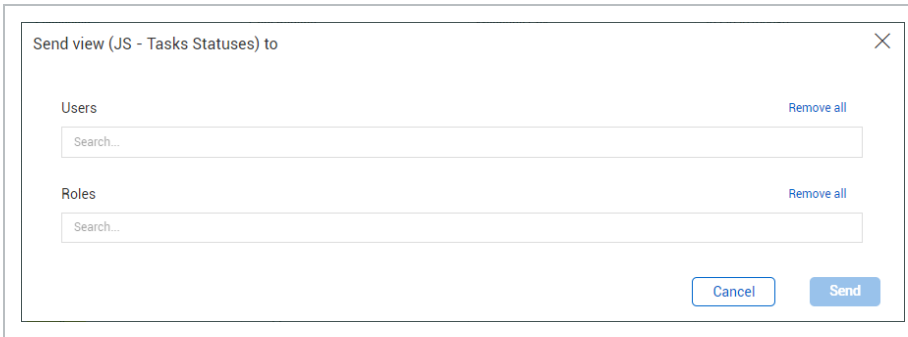 Send view (JS - Tasks Statuses) to
Users Remove all
Search...
Roles Remove all
Search...
Cancel Send